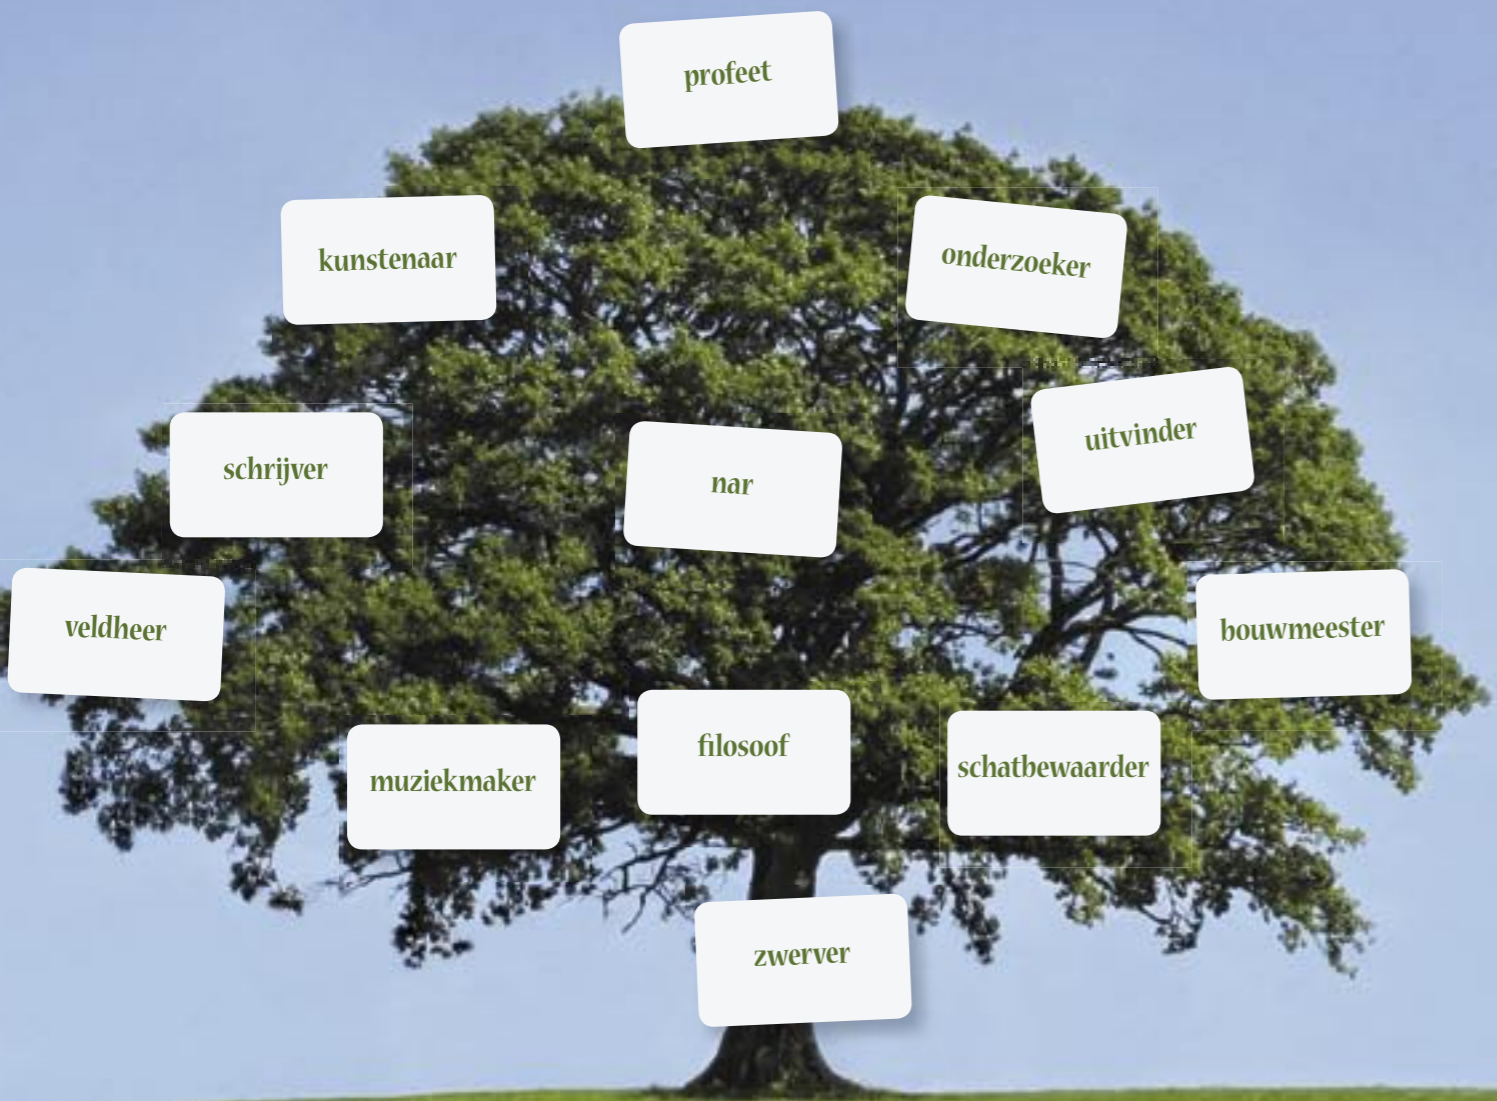 profeet
kunstenaar
onderzoeker
uitvinder
schrijver
nar
veldheer
bouwmeester
filosoof
muziekmaker
schatbewaarder
zwerver